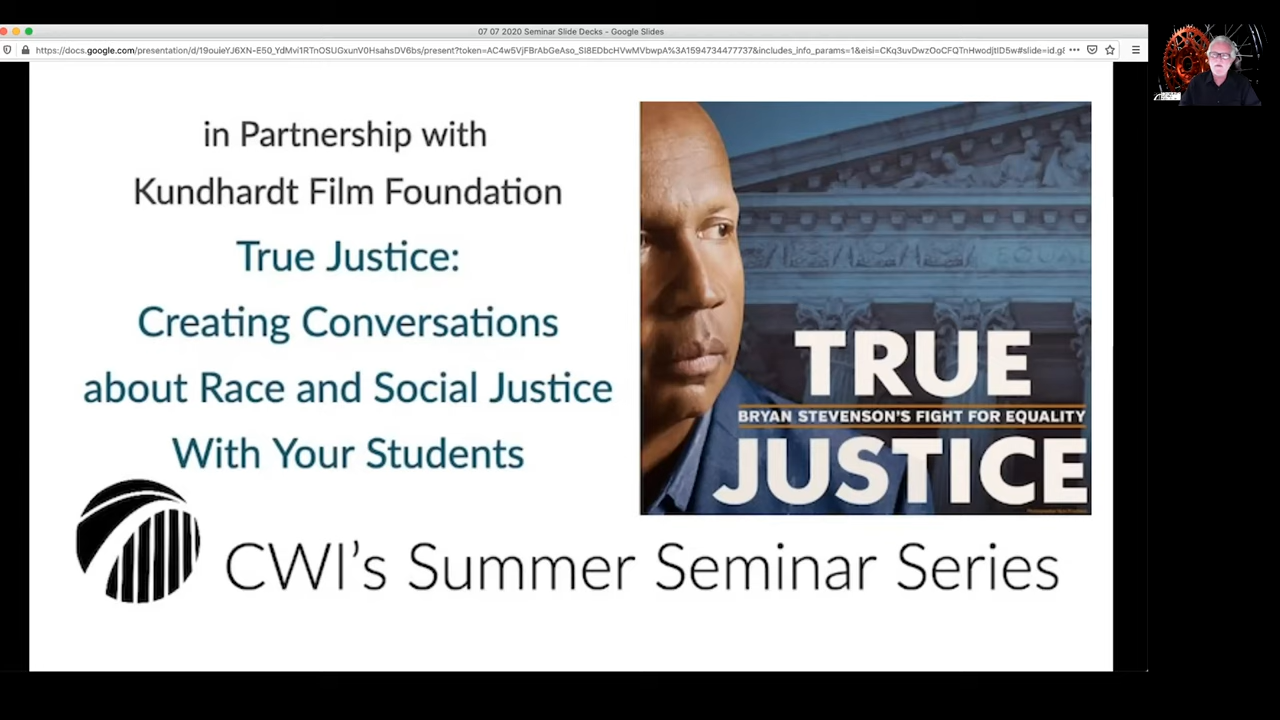 07 07 2020 Seminar Slide Decks - Google Slides
in Partnership with
Kundhardt Film Foundation
True Justice:
Creating Conversations
about Race and Social Justice
With Your Students
TRUE
BRYAN STEVENSON'S FIGHT FOR EQUALITY
JUSTICE
CWI's Summer Seminar Series